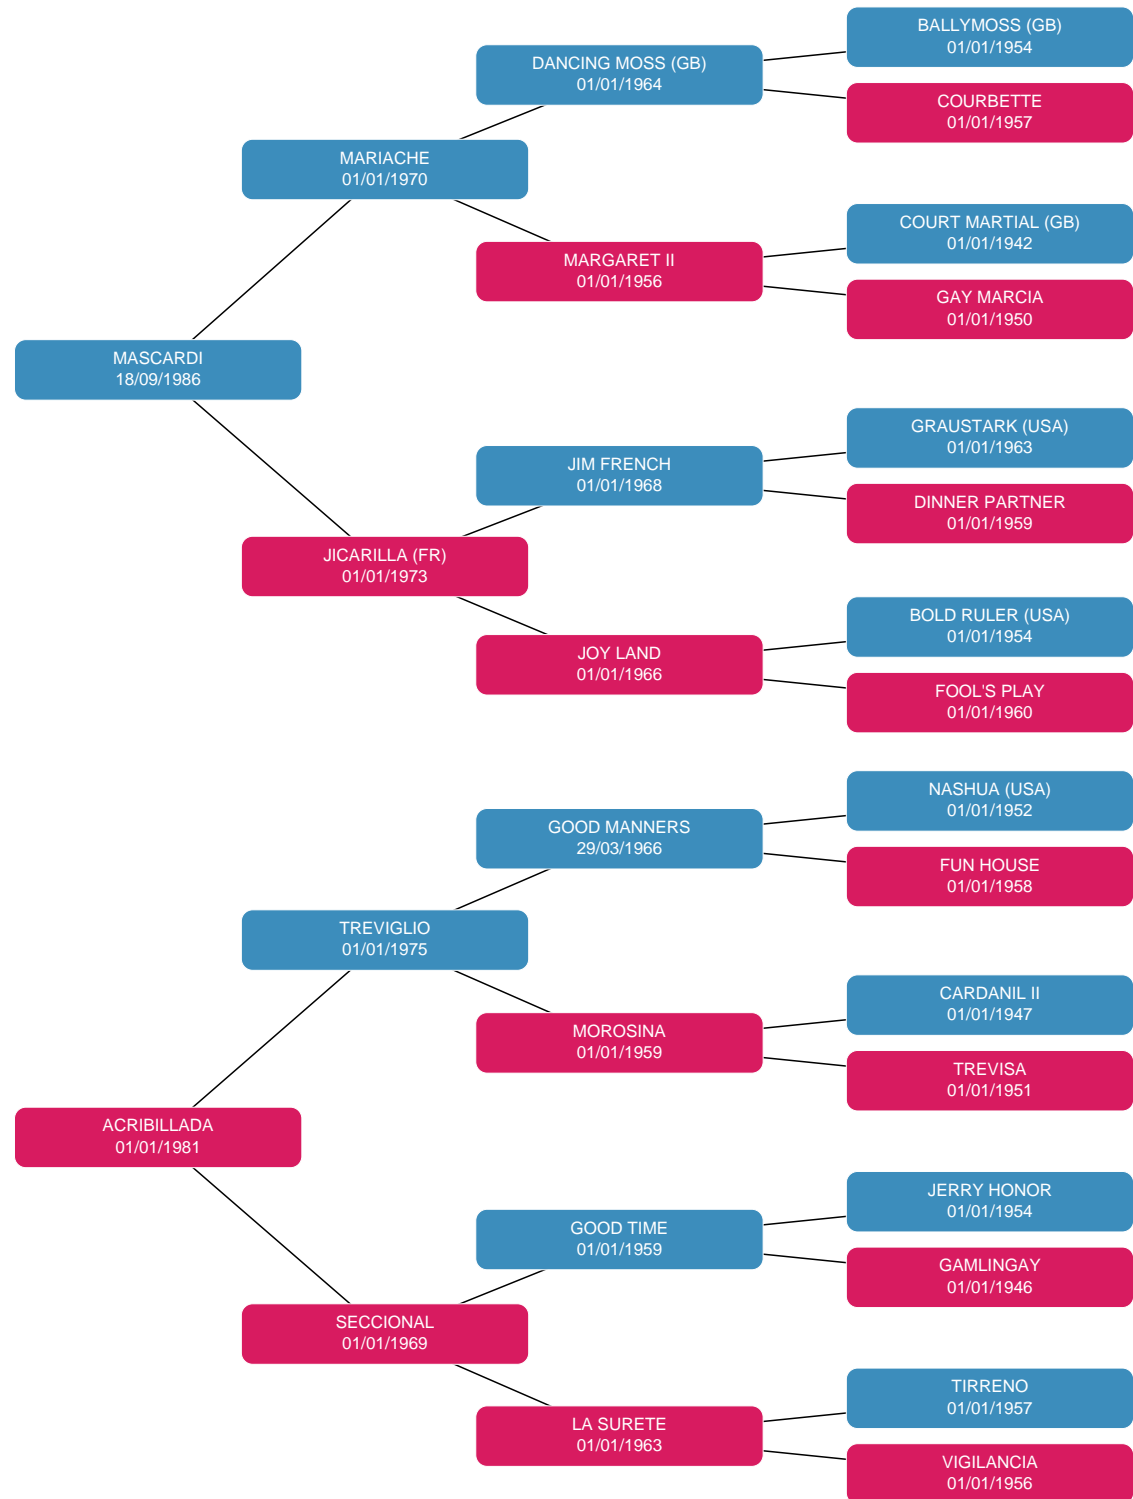 BALLYMOSS (GB)
01/01/1954
DANCING MOSS (GB)
01/01/1964
COURBETTE
01/01/1957
MARIACHE
01/01/1970
COURT MARTIAL (GB)
01/01/1942
MARGARET II
01/01/1956
GAY MARCIA
01/01/1950
MASCARDI
18/09/1986
GRAUSTARK (USA)
01/01/1963
JIM FRENCH
01/01/1968
DINNER PARTNER
01/01/1959
JICARILLA (FR)
01/01/1973
BOLD RULER (USA)
01/01/1954
JOY LAND
01/01/1966
FOOL'S PLAY
01/01/1960
NASHUA (USA)
01/01/1952
GOOD MANNERS
29/03/1966
FUN HOUSE
01/01/1958
TREVIGLIO
01/01/1975
CARDANIL II
01/01/1947
MOROSINA
01/01/1959
TREVISA
01/01/1951
ACRIBILLADA
01/01/1981
JERRY HONOR
01/01/1954
GOOD TIME
01/01/1959
GAMLINGAY
01/01/1946
SECCIONAL
01/01/1969
TIRRENO
01/01/1957
LA SURETE
01/01/1963
VIGILANCIA
01/01/1956